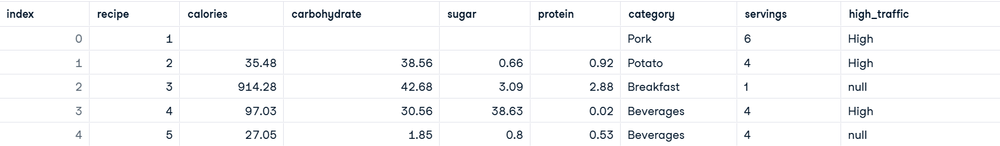 index recipe calories carbohydrate sugar protein category servings high_traffic
0 1 Pork 6 High
1 2 35.48 38.56 0.66 0.92 Potato 4 High
2 3 914.28 42.68 3.09 2.88 Breakfast 1 null
3 4 97.03 30.56 38.63 0.02 Beverages 4 High
4 5 27.05 1.85 0.8 0.53 Beverages 4 null